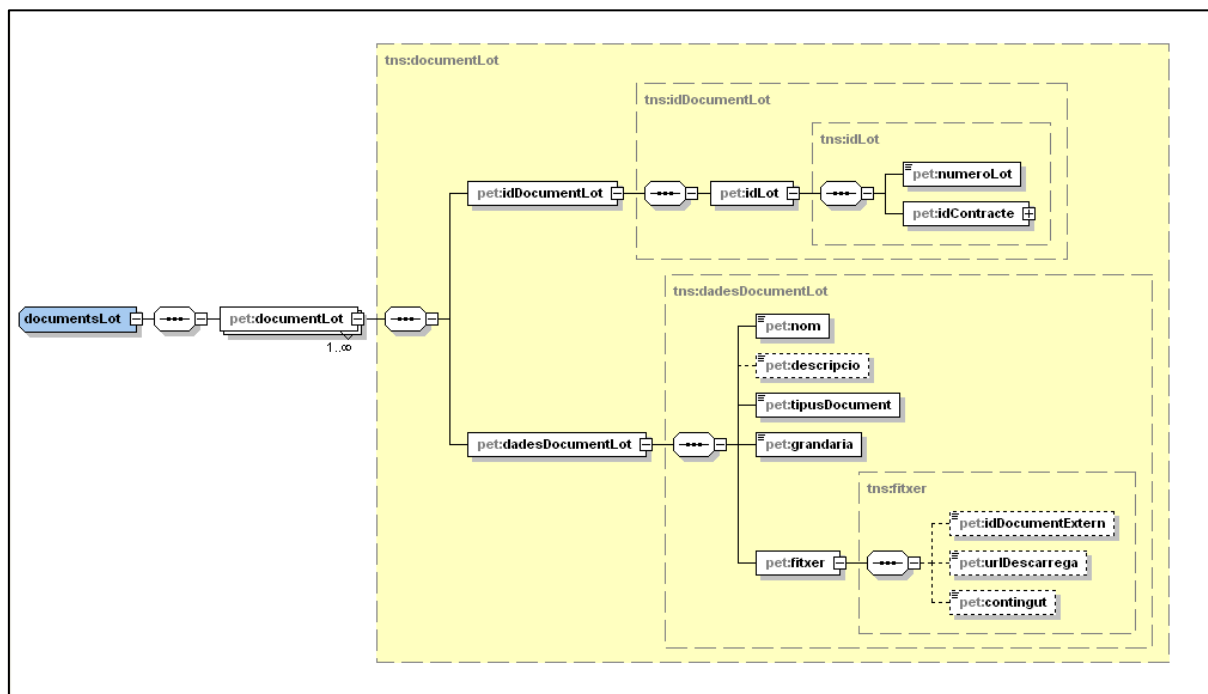 tns:documentLot
tns:idDocumentLot
tns:idLot
pet:numeroLot
pet:idDocumentLot
pet:idLot
pet:idContracte
tns:dadesDocumentLot
documentsLot
pet:documentLot
1..∞
pet:nom
pet:descripcio
pet:tipusDocument
pet:dadesDocumentLot
pet:grandaria
tns:fitxer
pet:idDocumentExtern
pet:fitxer
pet:urlDescarrega
pet:contingut